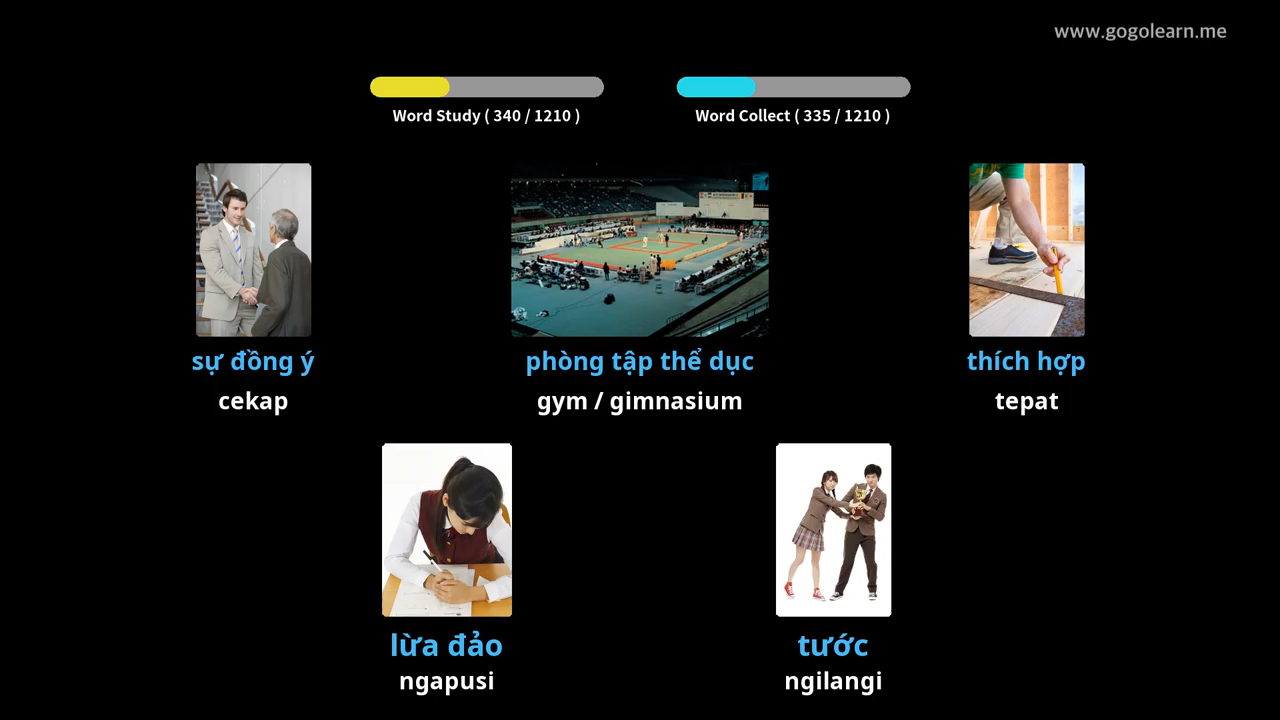 www.gogolearn.me
Word Study ( 340 / 1210 )
Word Collect ( 335 / 1210 )
sự đồng ý
cekap
phòng tập thể dục
gym / gimnasium
thích hợp
tepat
lừa đảo
ngapusi
tước
ngilangi